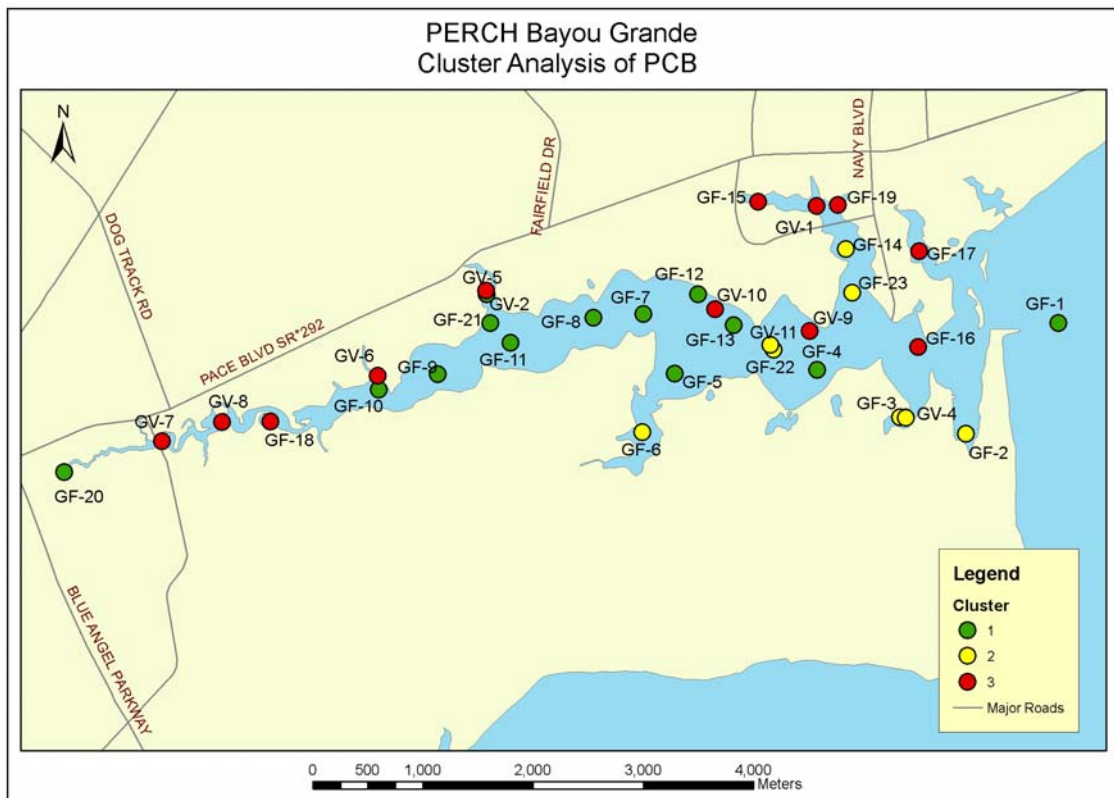 PERCH Bayou Grande
Cluster Analysis of PCB
N
NAVY BLVD
FAIRFIELD DR
DOG TRACK RD
PACE BLVD SR*292
BLUE ANGEL PARKWAY
GF-15
GF-19
GV-1
GF-14
GF-17
GV-5
GF-12
GF-23
GV-2
GF-7
GV-10
GF-1
GF-21
GF-8
GV-9
GF-13
GV-11
GF-11
GF-16
GV-6
GF-9
GF-22
GF-4
GF-5
GF-10
GV-8
GF-3
GV-4
GV-7
GF-18
GF-6
GF-2
GF-20
Legend
Cluster
1
2
3
Major Roads
0 500 1,000 2,000 3,000 4,000
Meters